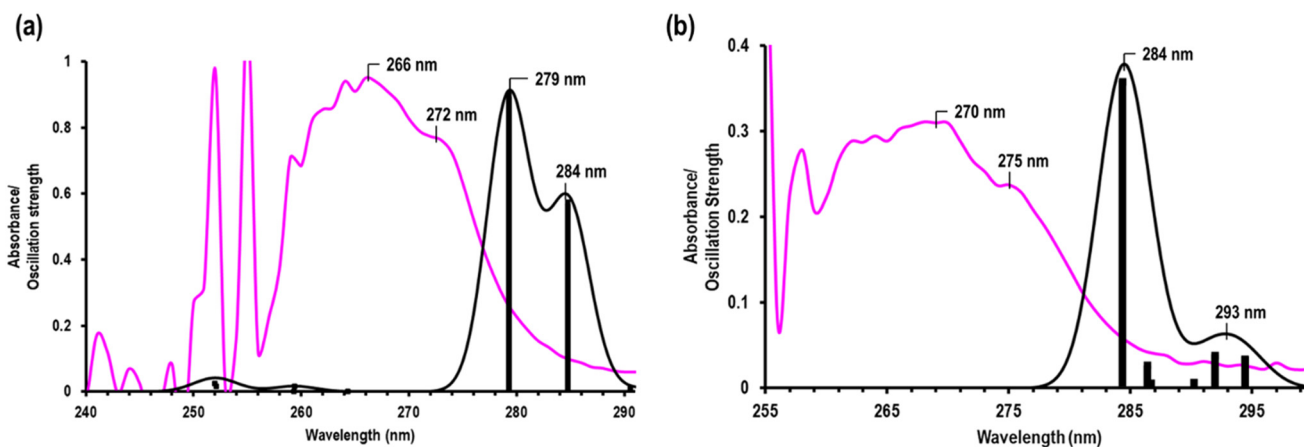 (a)
1
0.8
0.6
0.4
0.2
0
Absorbance/
Oscillation strength
266 nm
272 nm
279 nm
284 nm
240 250 260 270 280 290
Wavelength (nm)
(b)
0.4
0.3
0.2
0.1
0
Absorbance/
Oscillation Strength
284 nm
270 nm
275 nm
293 nm
255 265 275 285 295
Wavelength (nm)